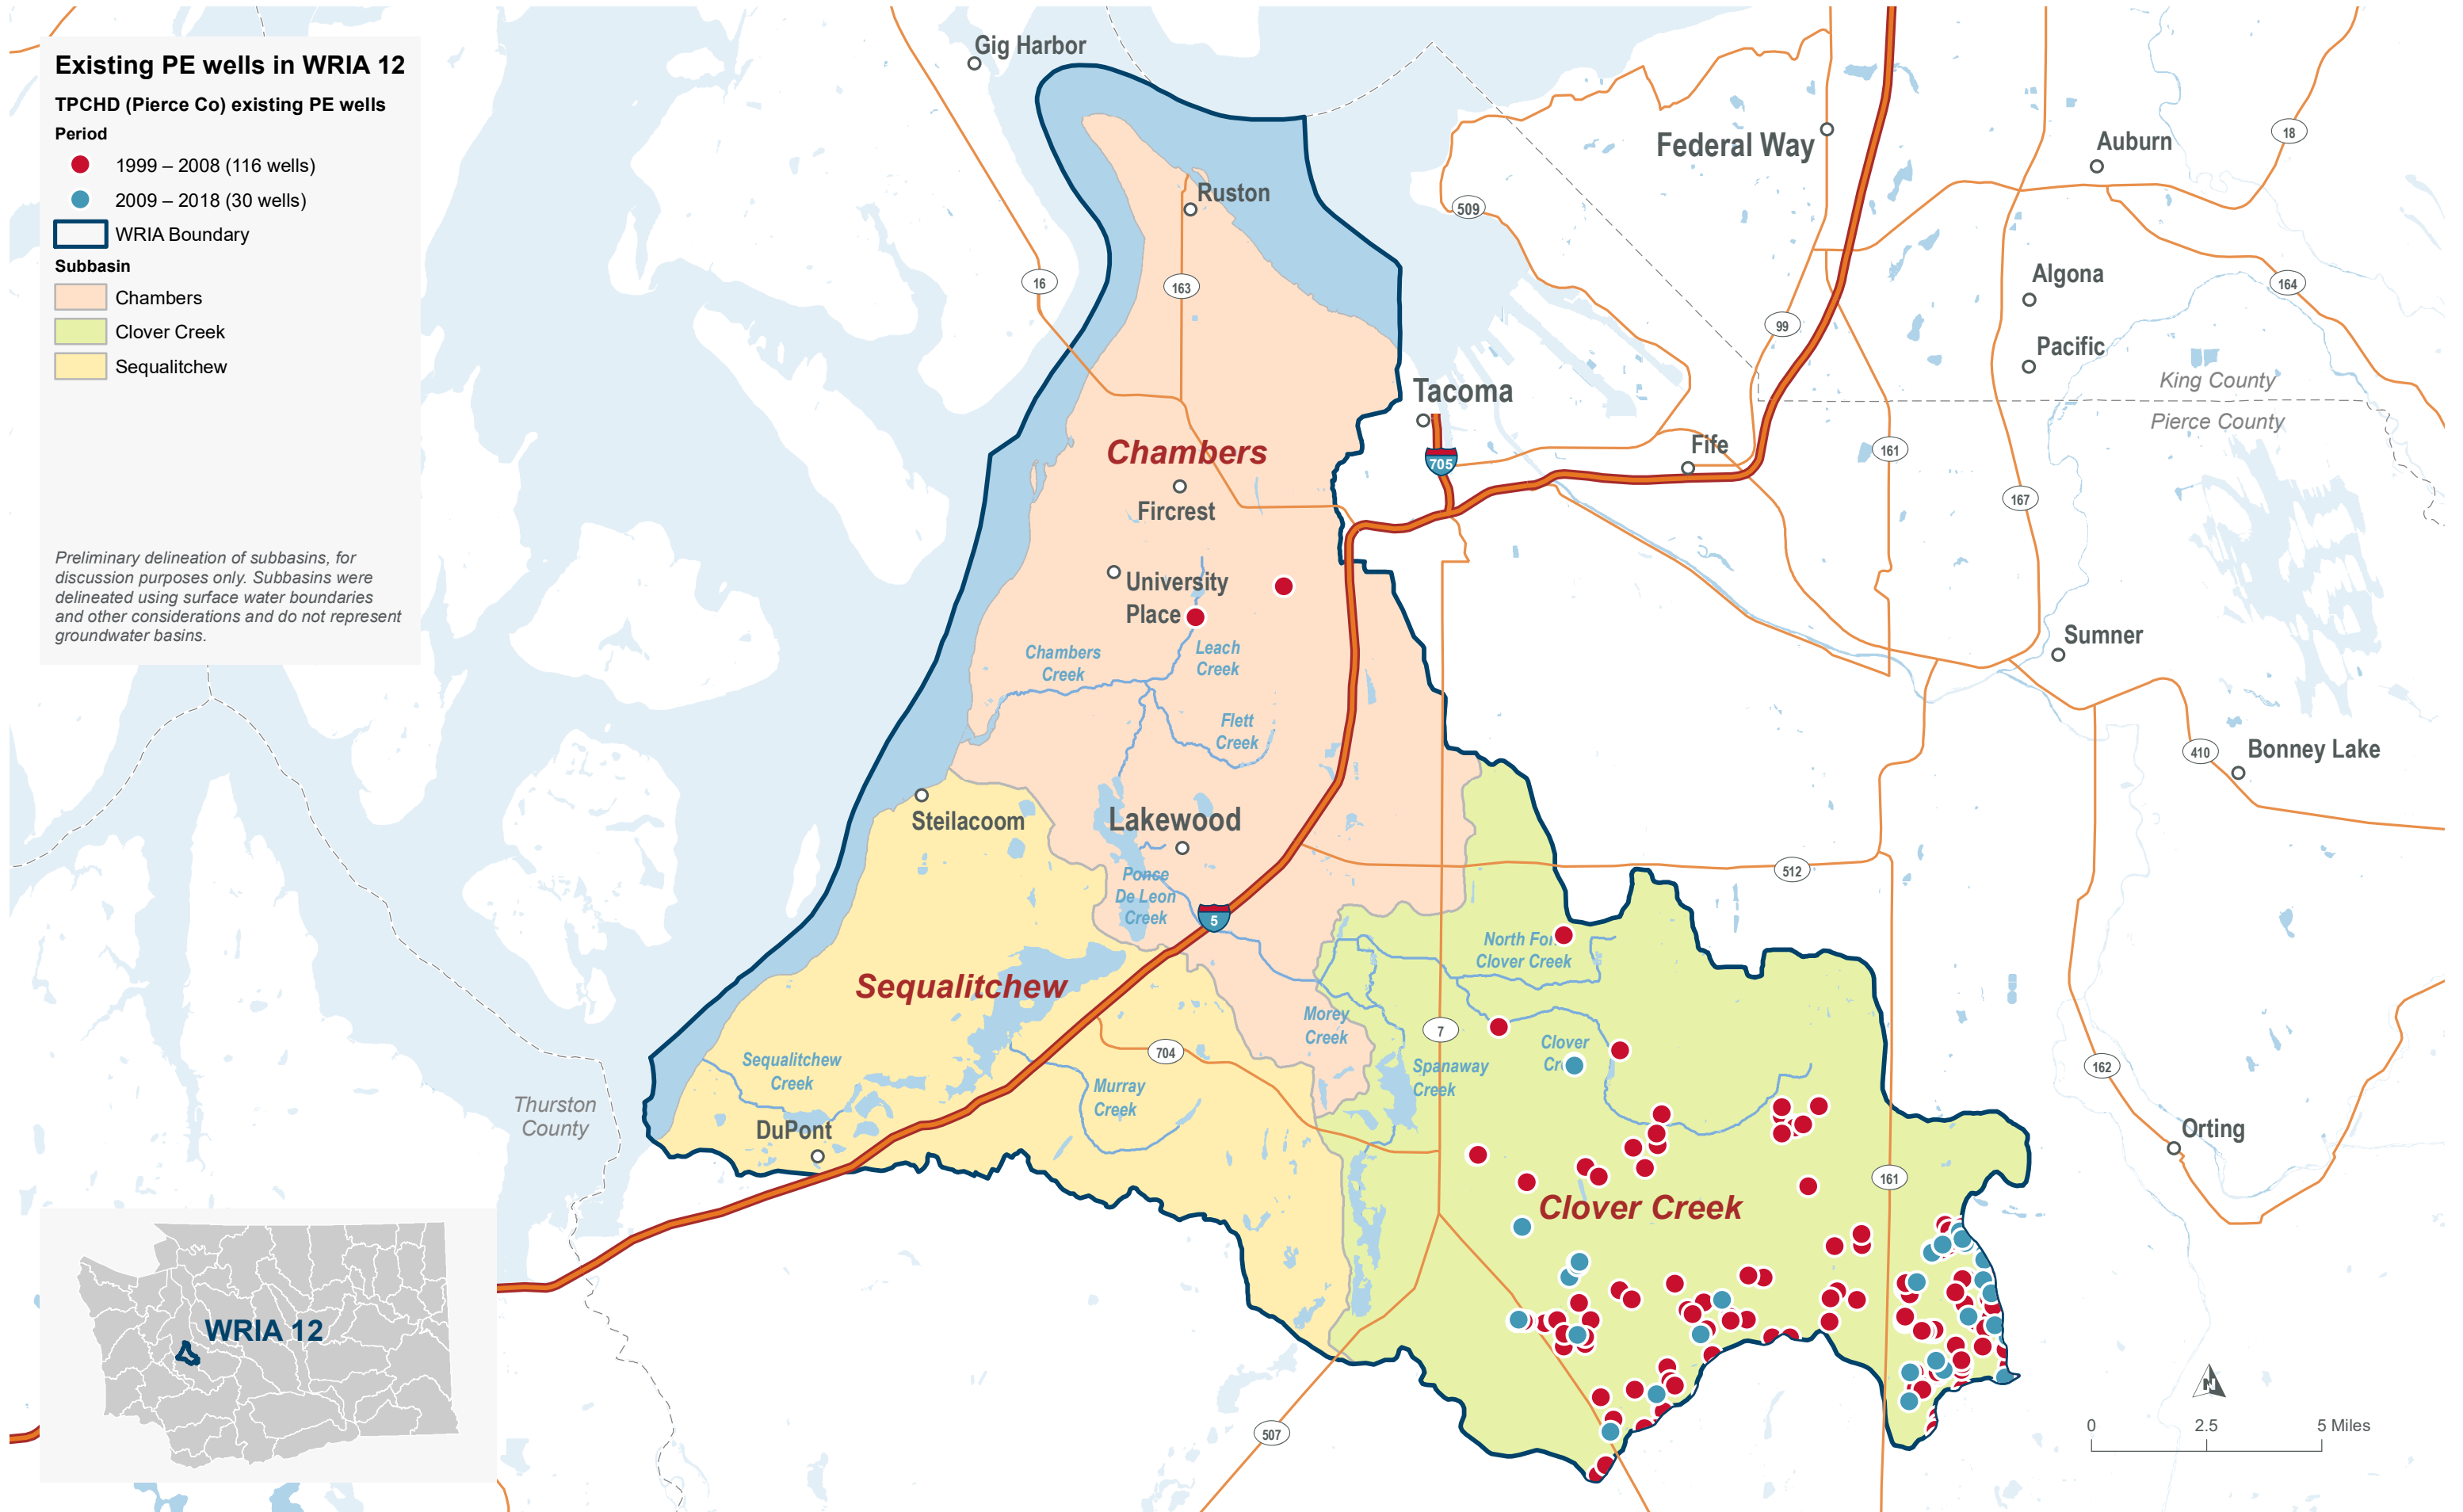 Existing PE wells in WRIA 12
TPCHD (Pierce Co) existing PE wells
Period
1999 – 2008 (116 wells)
2009 – 2018 (30 wells)
WRIA Boundary
Subbasin
Chambers
Clover Creek
Sequalitchew
Preliminary delineation of subbasins, for
discussion purposes only. Subbasins were
delineated using surface water boundaries
and other considerations and do not represent
groundwater basins.
Gig Harbor
Ruston
Federal Way
Auburn
18
509
16
163
Algona
164
99
Pacific
King County
Pierce County
Tacoma
Fife
705
161
167
Chambers
Fircrest
University
Place
Leach
Creek
Chambers
Creek
Flett
Creek
Sumner
410
Bonney Lake
Steilacoom
Lakewood
512
Ponce
De Leon
Creek
5
North Fork
Clover Creek
Sequalitchew
Morey
Creek
7
Clover
Creek
Spanaway
Creek
704
Sequalitchew
Creek
Murray
Creek
162
Thurston
County
DuPont
Orting
161
Clover Creek
WRIA 12
507
N
0
2.5
5 Miles